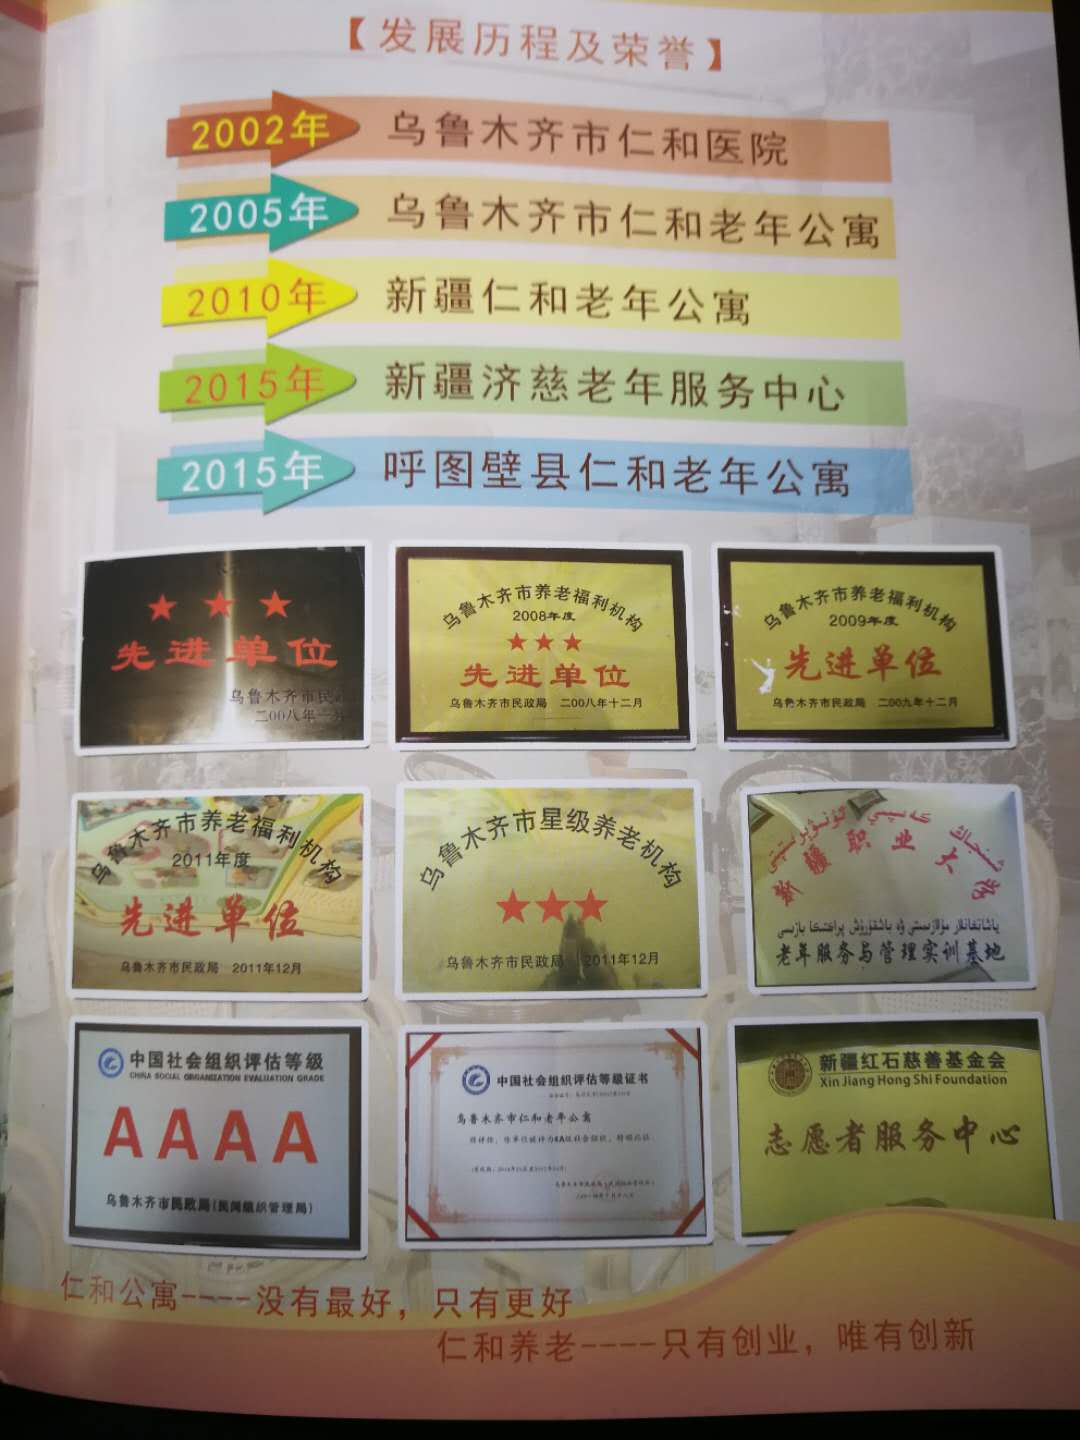 【发展历程及荣誉】
2002年 乌鲁木齐市仁和医院
2005年 乌鲁木齐市仁和老年公寓
2010年 新疆仁和老年公寓
2015年 新疆济慈老年服务中心
2015年 呼图壁县仁和老年公寓
★ ★ ★
先进单位
乌鲁木齐市民
二00八年一月
乌鲁木齐市养老福利机构
2008年度
★★★
先进单位
乌鲁木齐市民政局 二00八年十二月
乌鲁木齐市养老福利机构
2009年度
先进单位
乌鲁木齐市民政局 二00九年十二月
乌鲁木齐市养老福利机构
2011年度
先进单位
乌鲁木齐市民政局 2011年12月
乌鲁木齐市星级养老机构
★★★
乌鲁木齐市民政局 2011年12月
新疆职业大学
老年服务与管理实训基地
中国社会组织评估等级
CHINA SOCIAL ORGANIZATION EVALUATION GRADE
AAAA
乌鲁木齐市民政局(民间组织管理局)
中国社会组织评估等级证书
乌鲁木齐市仁和老年公寓
新疆红石慈善基金会
Xin Jiang Hong Shi Foundation
志愿者服务中心
仁和公寓----没有最好，只有更好
仁和养老----只有创业，唯有创新